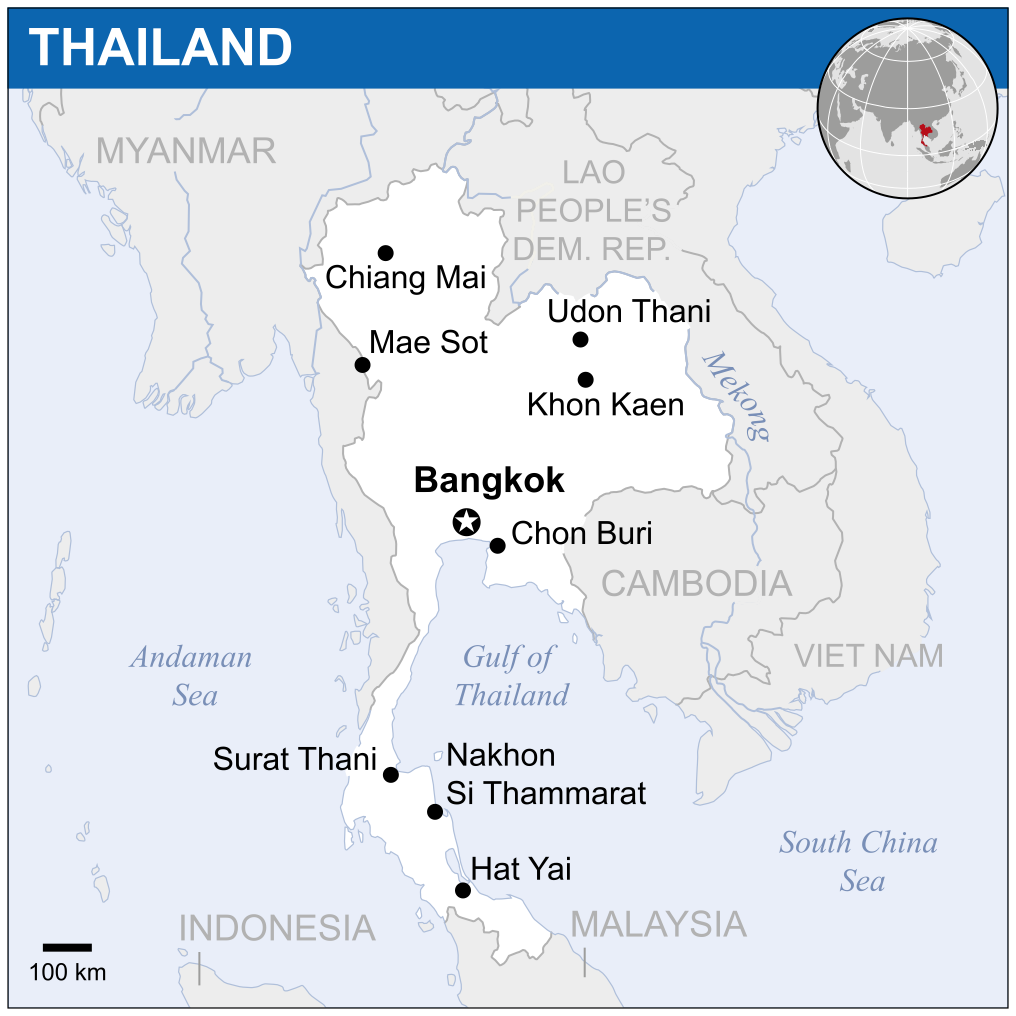 THAILAND
MYANMAR
LAO
PEOPLE'S
DEM. REP.
Chiang Mai
Udon Thani
Mae Sot
Mekong
Khon Kaen
Bangkok
Chon Buri
CAMBODIA
Andaman
Sea
Gulf of
Thailand
VIET NAM
Surat Thani
Nakhon
Si Thammarat
South China
Sea
Hat Yai
INDONESIA
MALAYSIA
100 km